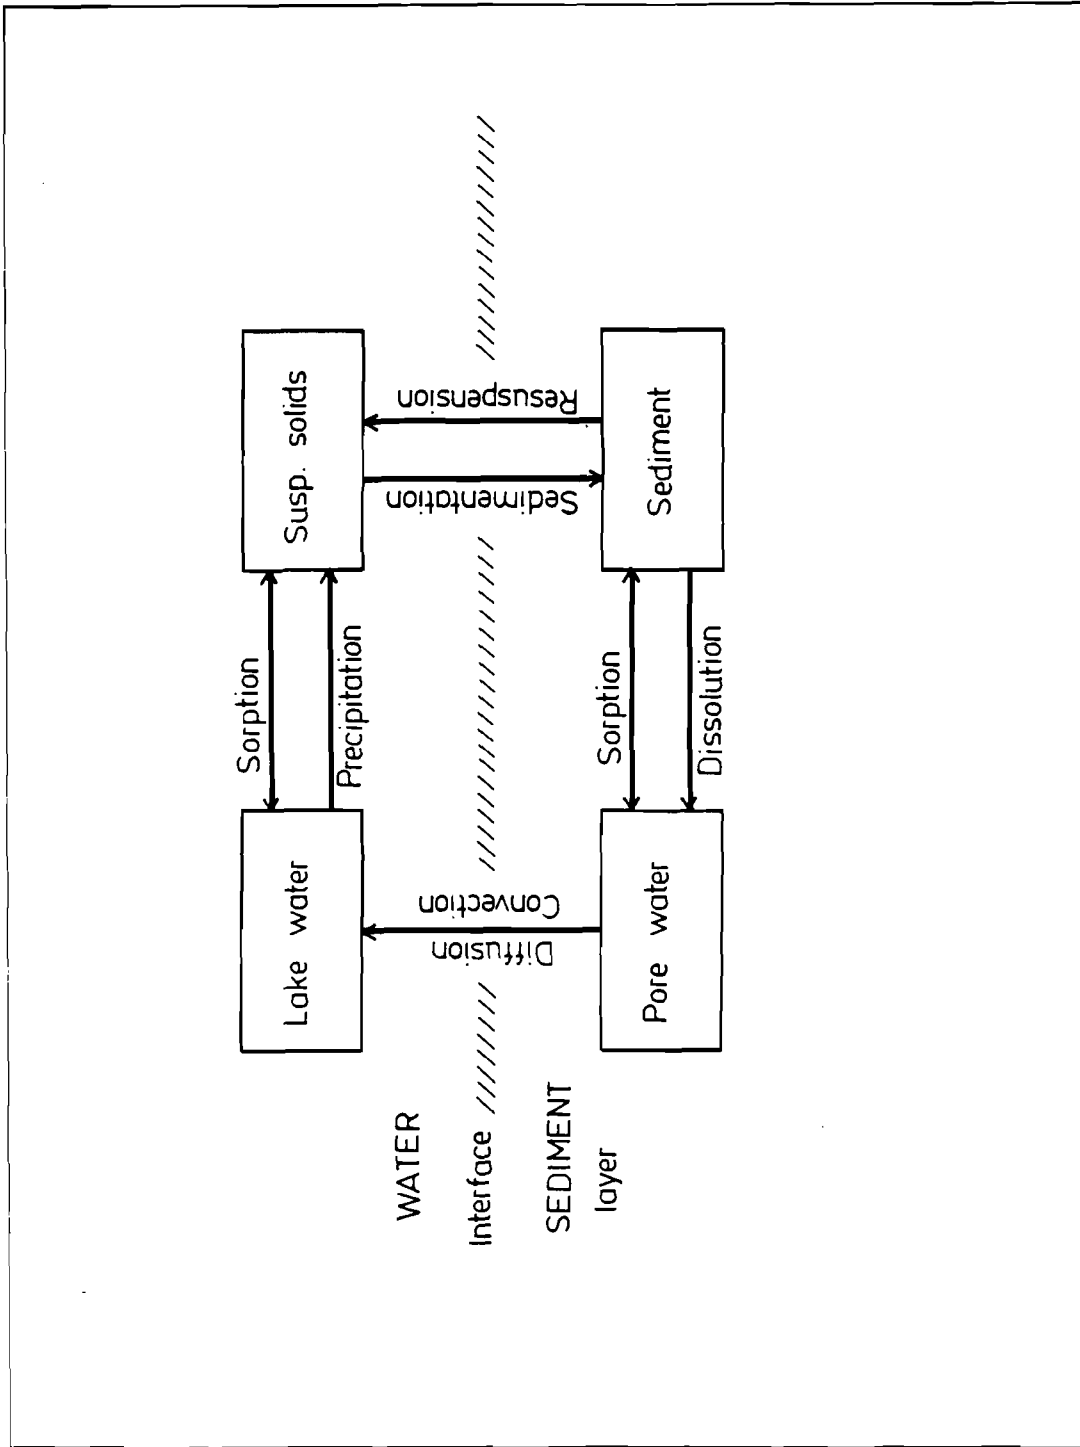 Lake water
Sorption
Precipitation
Susp. solids
WATER
Interface
SEDIMENT
layer
Diffusion
Convection
Sedimentation
Resuspension
Pore water
Sorption
Dissolution
Sediment